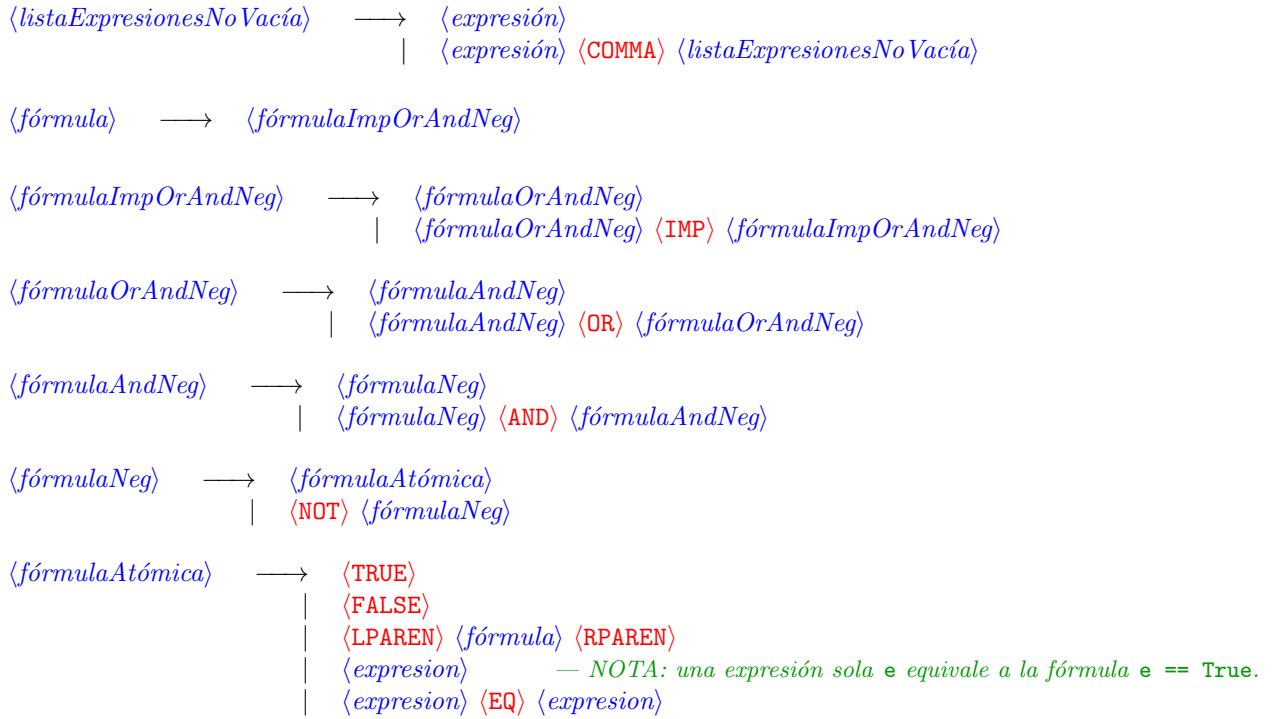 ⟨listaExpresionesNoVacía⟩ ⟶ ⟨expresión⟩
| ⟨expresión⟩ ⟨COMMA⟩ ⟨listaExpresionesNoVacía⟩
⟨fórmula⟩ ⟶ ⟨fórmulaImpOrAndNeg⟩
⟨fórmulaImpOrAndNeg⟩ ⟶ ⟨fórmulaOrAndNeg⟩
| ⟨fórmulaOrAndNeg⟩ ⟨IMP⟩ ⟨fórmulaImpOrAndNeg⟩
⟨fórmulaOrAndNeg⟩ ⟶ ⟨fórmulaAndNeg⟩
| ⟨fórmulaAndNeg⟩ ⟨OR⟩ ⟨fórmulaOrAndNeg⟩
⟨fórmulaAndNeg⟩ ⟶ ⟨fórmulaNeg⟩
| ⟨fórmulaNeg⟩ ⟨AND⟩ ⟨fórmulaAndNeg⟩
⟨fórmulaNeg⟩ ⟶ ⟨fórmulaAtómica⟩
| ⟨NOT⟩ ⟨fórmulaNeg⟩
⟨fórmulaAtómica⟩ ⟶ ⟨TRUE⟩
| ⟨FALSE⟩
| ⟨LPAREN⟩ ⟨fórmula⟩ ⟨RPAREN⟩
| ⟨expresion⟩ — NOTA: una expresión sola e equivale a la fórmula e == True.
| ⟨expresion⟩ ⟨EQ⟩ ⟨expresion⟩